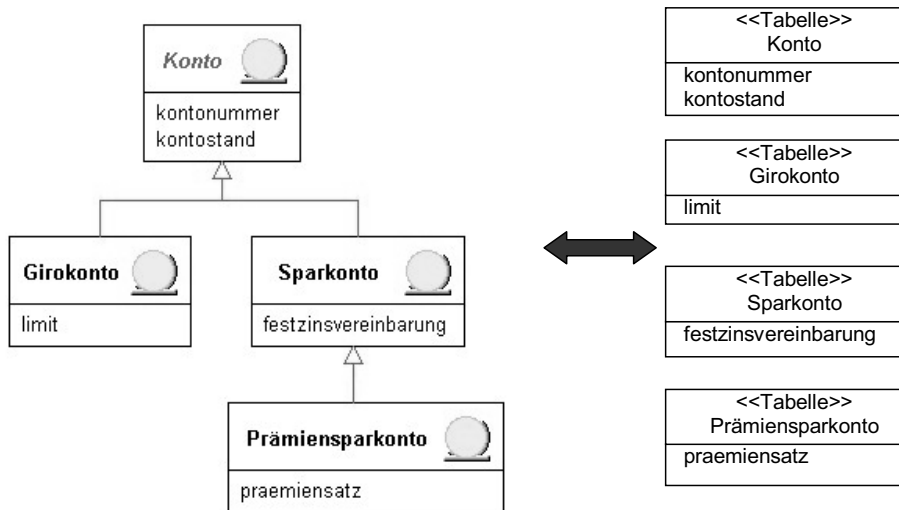 Konto
kontonummer
kontostand
Girokonto
limit
Sparkonto
festzinsvereinbarung
Prämiensparkonto
praemiensatz
<<Tabelle>>
Konto
kontonummer
kontostand
<<Tabelle>>
Girokonto
limit
<<Tabelle>>
Sparkonto
festzinsvereinbarung
<<Tabelle>>
Prämiensparkonto
praemiensatz